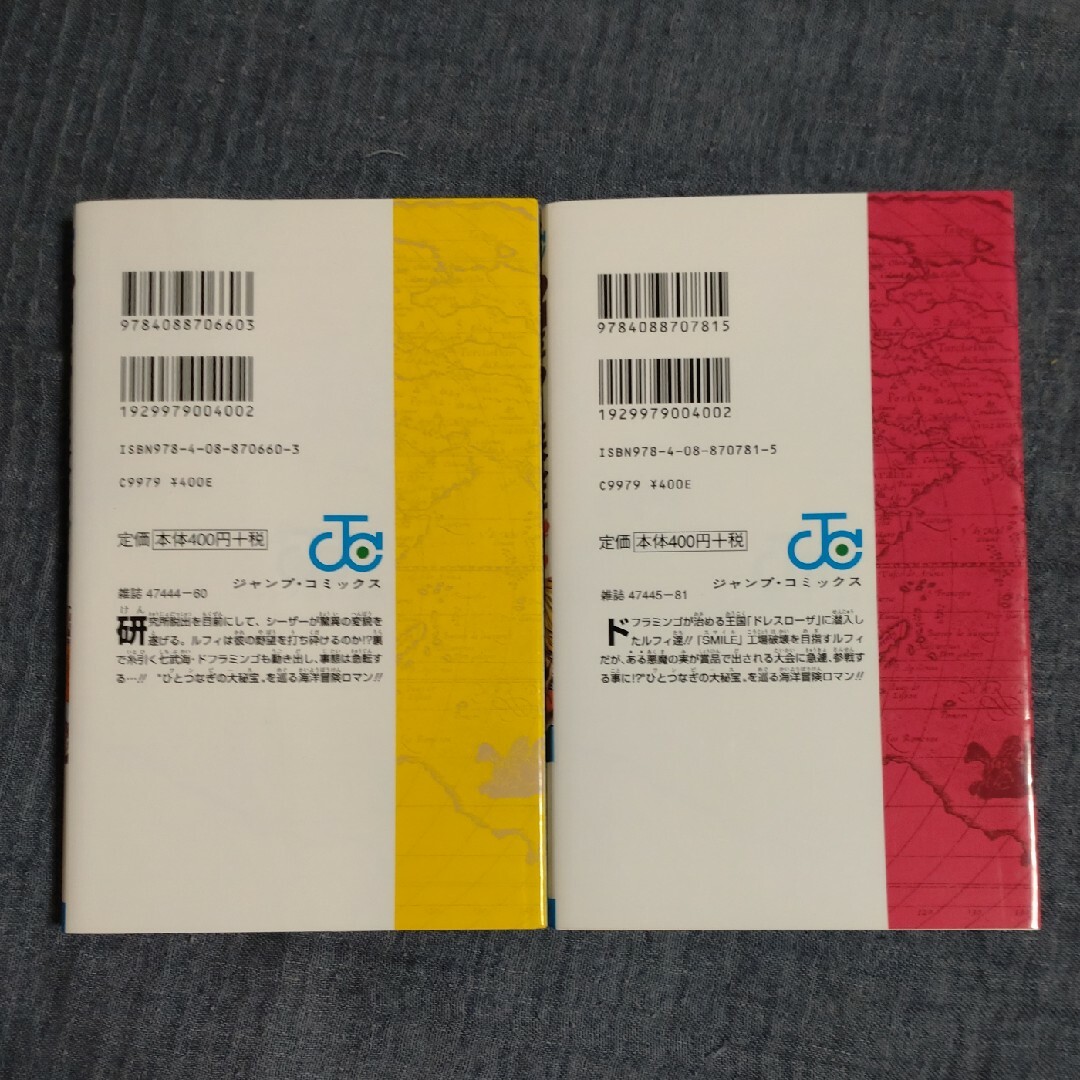 9784088706603
1929979004002
ISBN978-4-08-870660-3
C9979 ¥400E
定価 本体400円+税
JC
ジャンプ・コミックス
雑誌 47444-60
研究所脱出を目前にして、シーザーが驚異の変貌を
遂げる。ルフィは彼の野望を打ち砕けるのか!?裏
で糸引く七武海・ドフラミンゴも動き出し、事態は急転す
る…!! “ひとつなぎの大秘宝”を巡る海洋冒険ロマン!!
9784088707815
1929979004002
ISBN978-4-08-870781-5
C9979 ¥400E
定価 本体400円+税
JC
ジャンプ・コミックス
雑誌 47445-81
ドフラミンゴが治める王国「ドレスローザ」に潜入し
たルフィ達!!「SMILE」工場破壊を目指すルフィ
だが、ある悪魔の実が賞品で出される大会に急遽、参戦す
る事に!?“ひとつなぎの大秘宝”を巡る海洋冒険ロマン!!